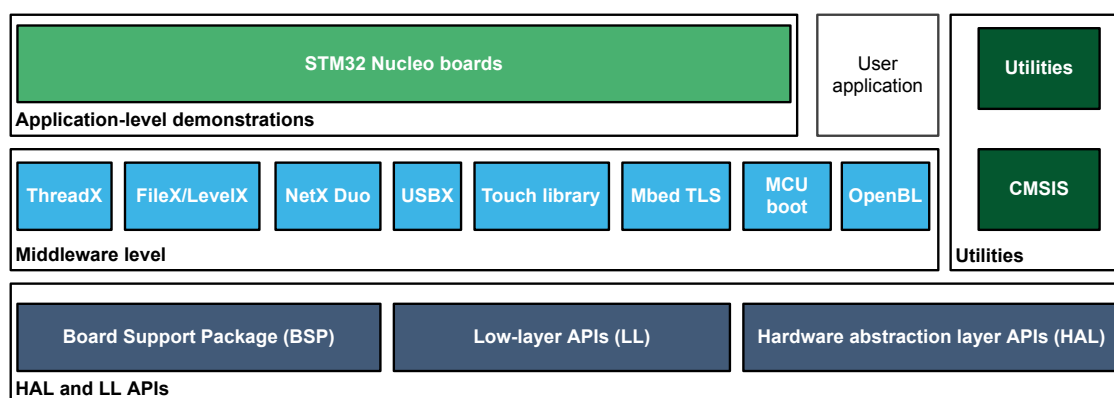 STM32 Nucleo boards
Application-level demonstrations
User
application
Utilities
CMSIS
Utilities
ThreadX
FileX/LevelX
NetX Duo
USBX
Touch library
Mbed TLS
MCU
boot
OpenBL
Middleware level
Board Support Package (BSP)
Low-layer APIs (LL)
Hardware abstraction layer APIs (HAL)
HAL and LL APIs